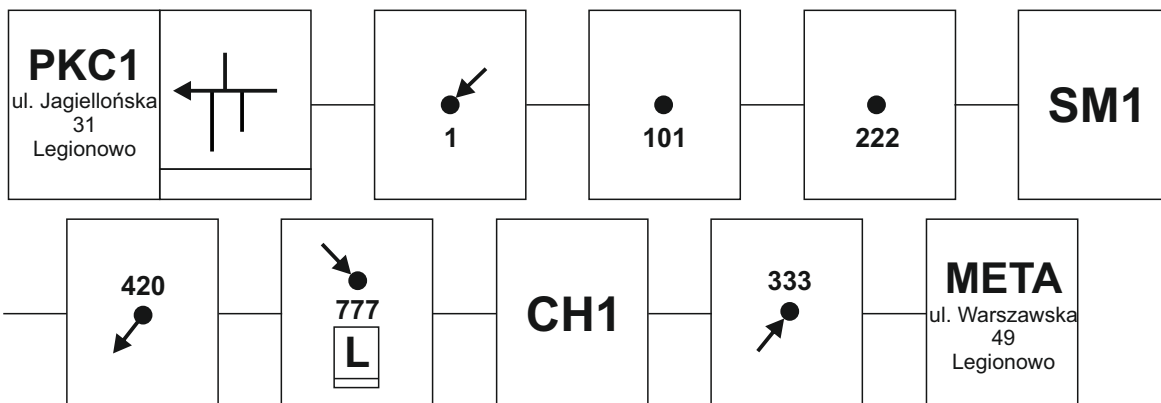 PKC1
ul. Jagiellońska
31
Legionowo
1
101
222
SM1
420
777
L
CH1
333
META
ul. Warszawska
49
Legionowo